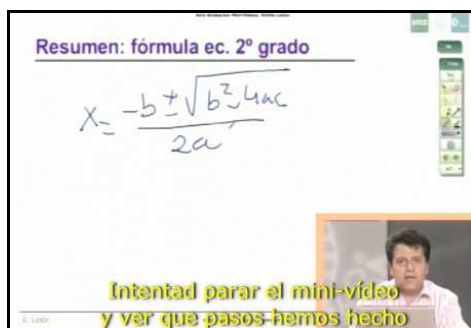 Resumen: fórmula ec. 2º grado
x = -b ± √b² - 4ac
2a
Intentad parar el mini-vídeo
y ver que pasos hemos hecho